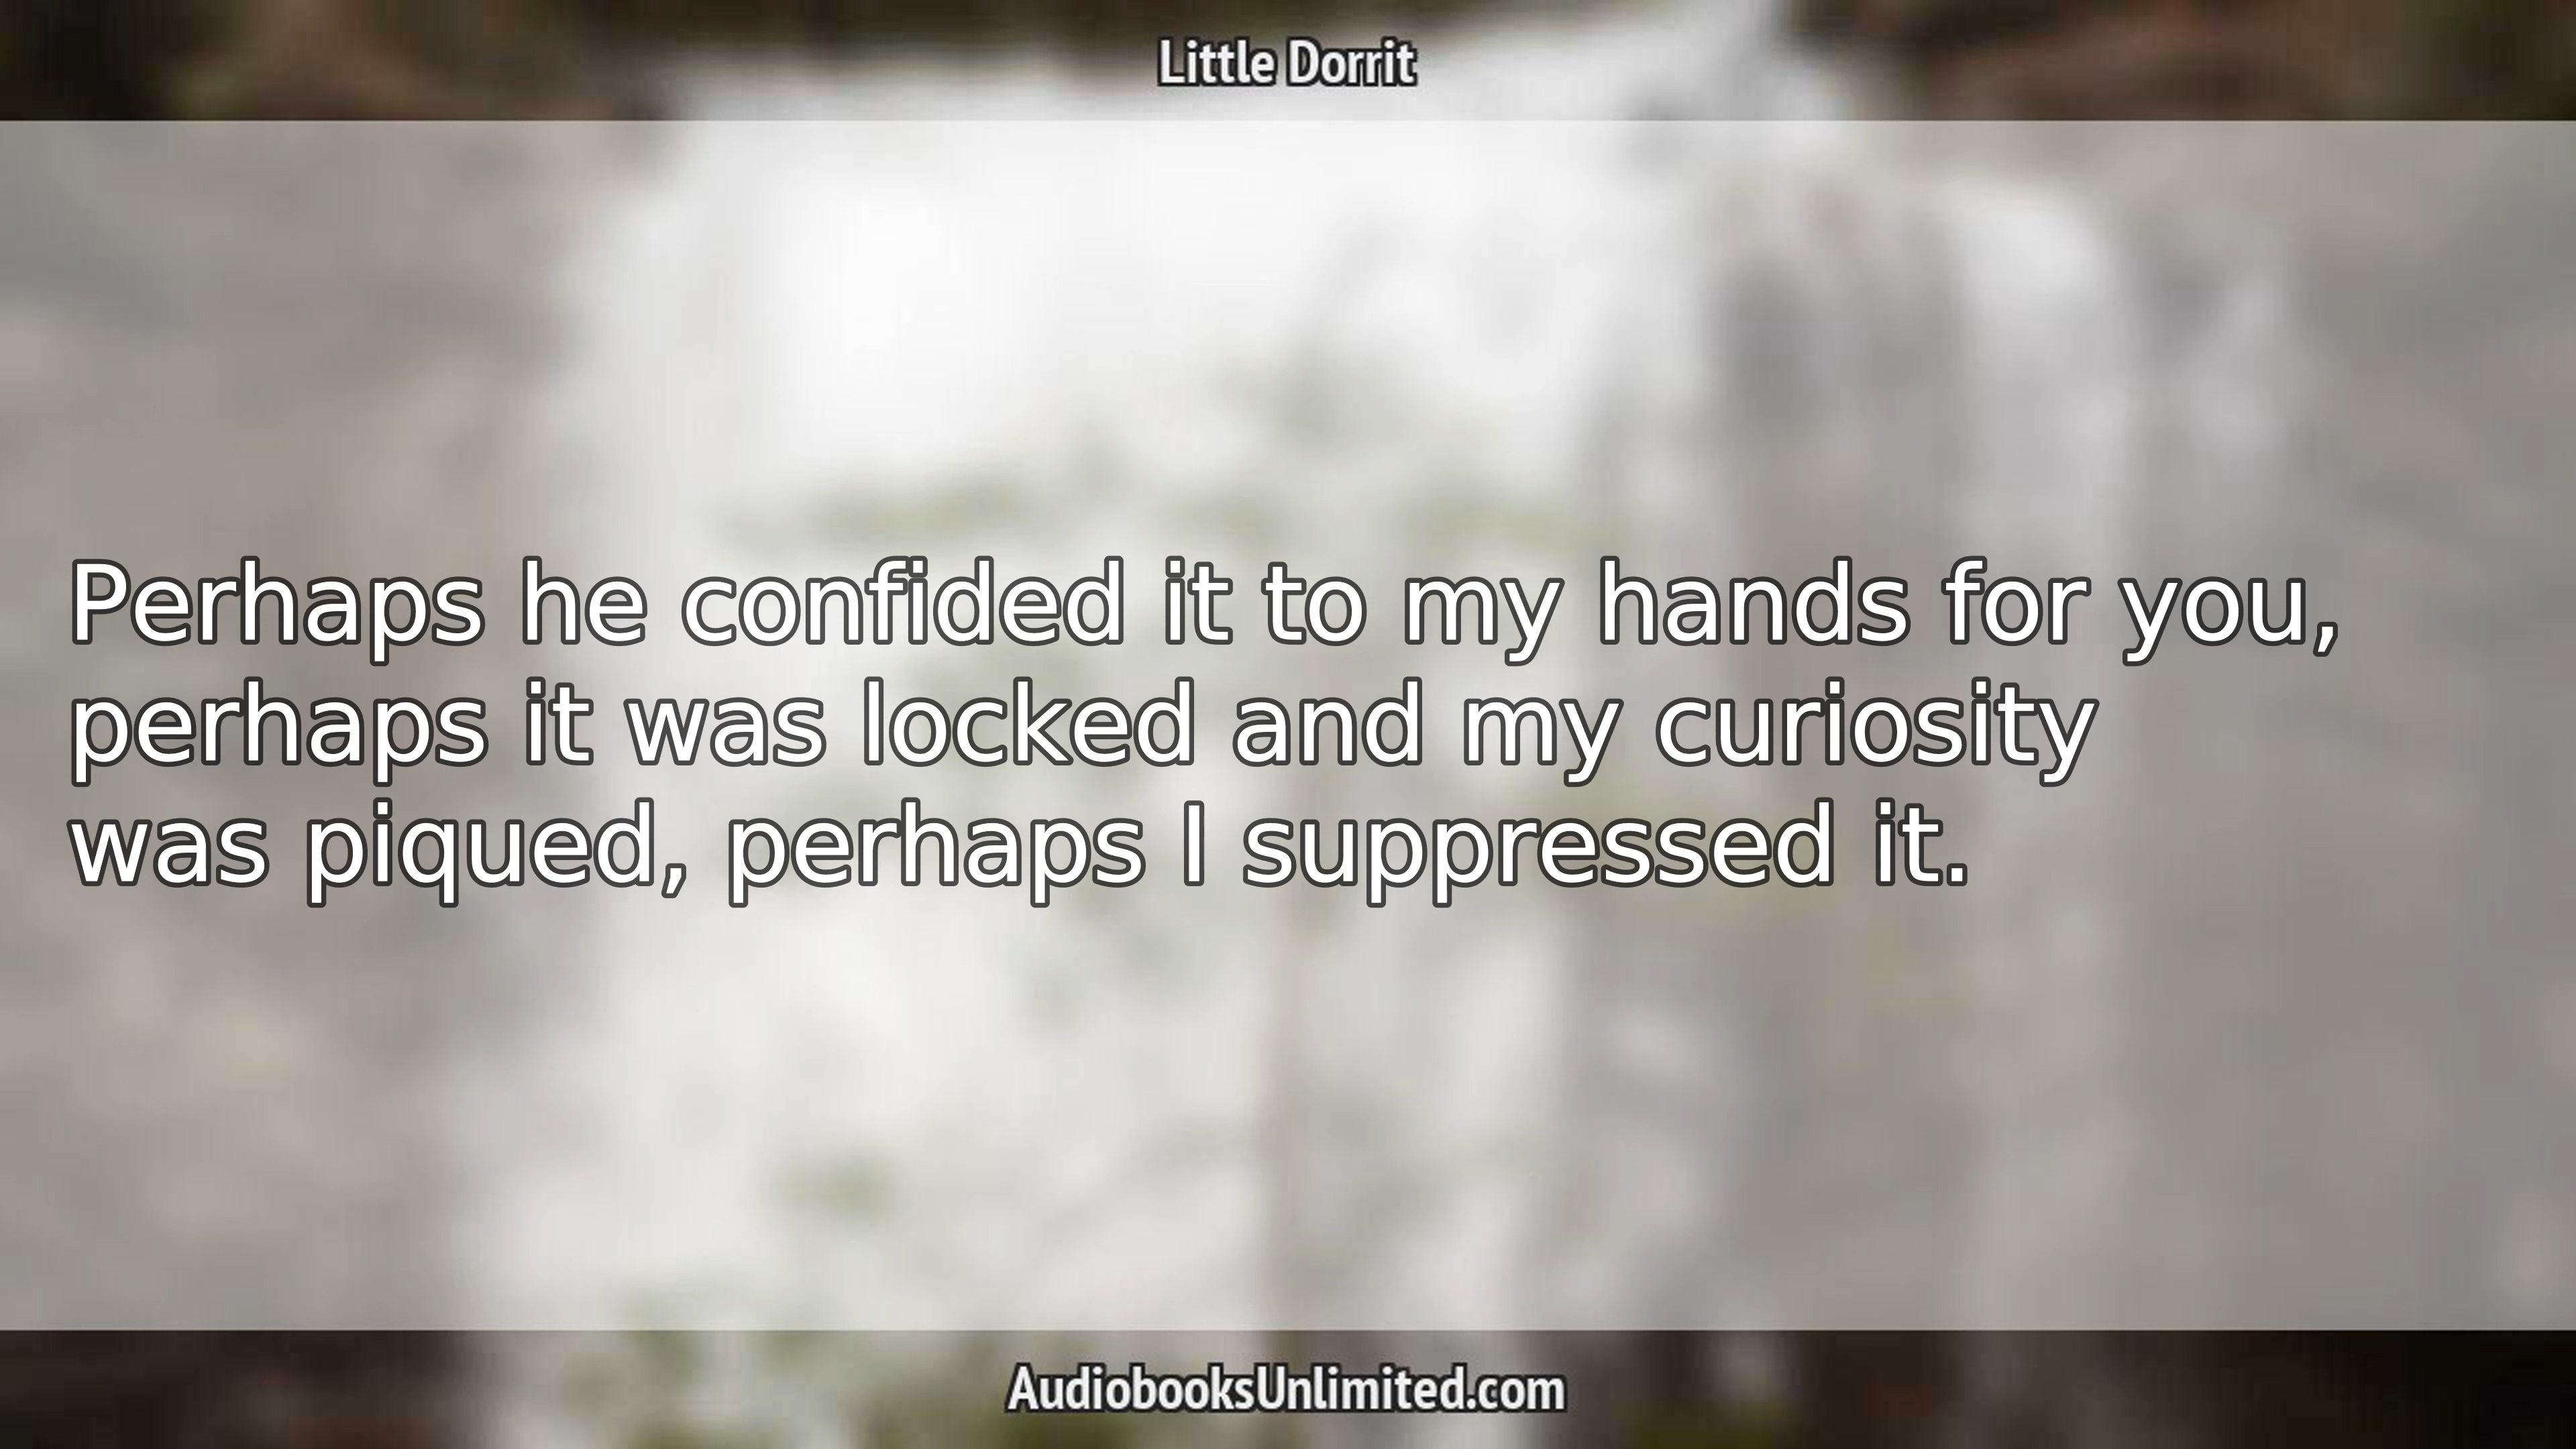 Little Dorrit
Perhaps he confided it to my hands for you,
perhaps it was locked and my curiosity
was piqued, perhaps I suppressed it.
AudiobooksUnlimited.com